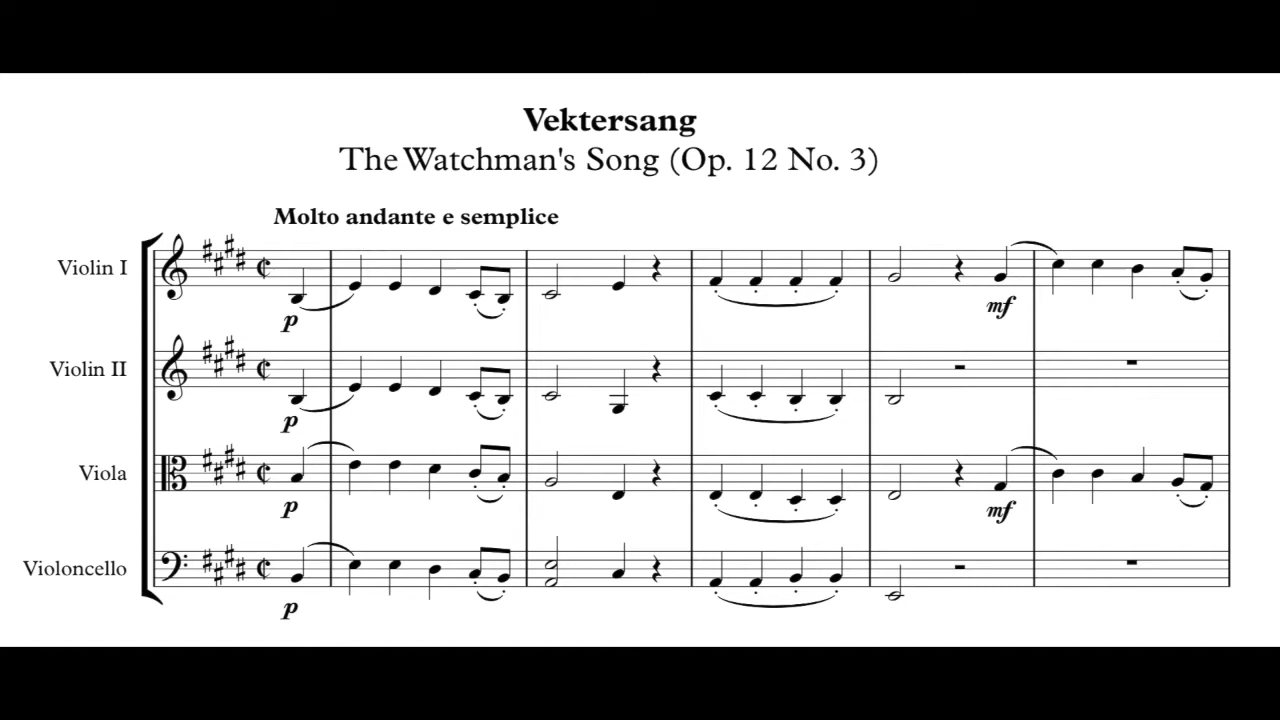 Vektersang
The Watchman's Song (Op. 12 No. 3)
Molto andante e semplice
Violin I
p
mf
Violin II
p
Viola
p
mf
Violoncello
p